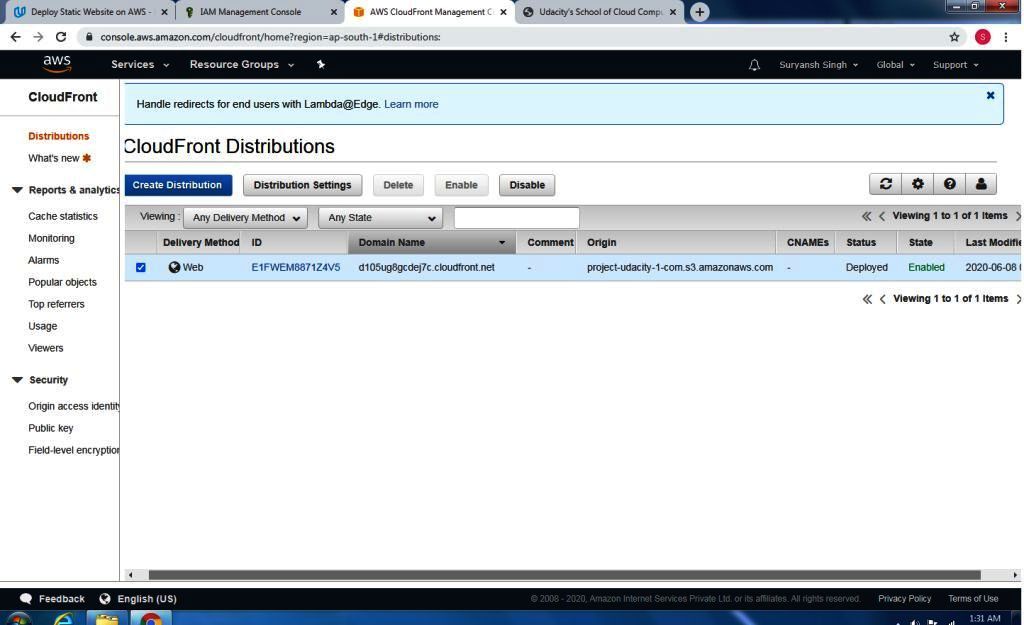 Deploy Static Website on AWS -
IAM Management Console
AWS CloudFront Management C
Udacity's School of Cloud Compu
console.aws.amazon.com/cloudfront/home?region=ap-south-1#distributions:
S
aws
Services
Resource Groups
Suryansh Singh
Global
Support
CloudFront
Handle redirects for end users with Lambda@Edge. Learn more
Distributions
What's new
CloudFront Distributions
Reports & analytics
Create Distribution
Distribution Settings
Delete
Enable
Disable
Cache statistics
Viewing :
Any Delivery Method
Any State
Viewing 1 to 1 of 1 Items
Monitoring
Delivery Method
ID
Domain Name
Comment
Origin
CNAMEs
Status
State
Last Modifie
Alarms
Web
E1FWEM8871Z4V5
d105ug8gcdej7c.cloudfront.net
-
project-udacity-1-com.s3.amazonaws.com
-
Deployed
Enabled
2020-06-08
Popular objects
Viewing 1 to 1 of 1 Items
Top referrers
Usage
Viewers
Security
Origin access identity
Public key
Field-level encryption
Feedback
English (US)
© 2008 - 2020, Amazon Internet Services Private Ltd. or its affiliates. All rights reserved.
Privacy Policy
Terms of Use
1:31 AM